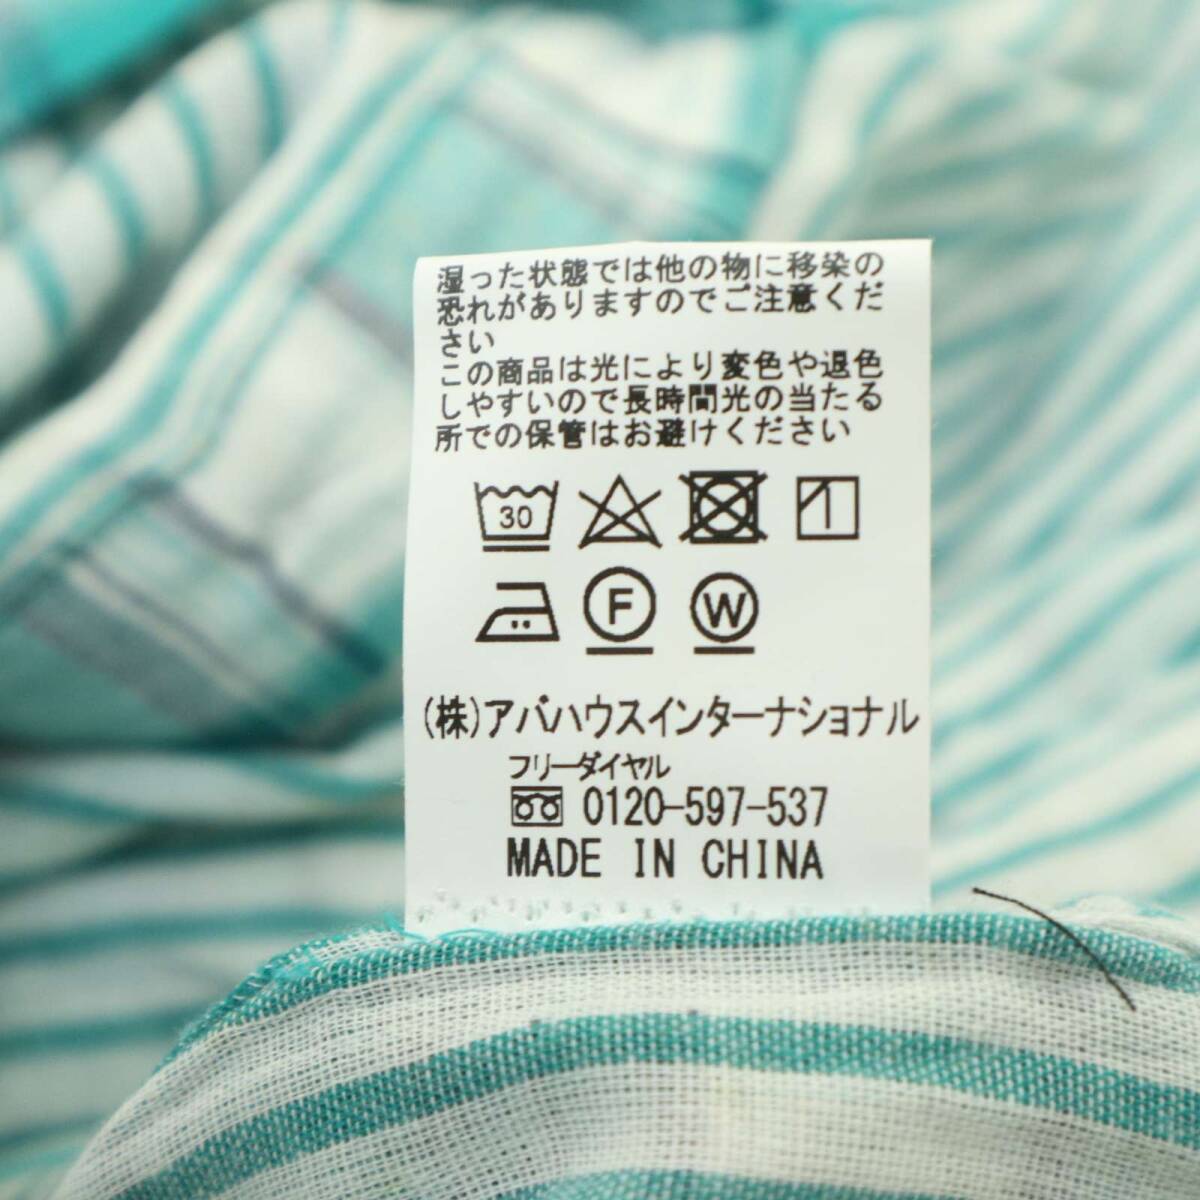 湿った状態では他の物に移染の
恐れがありますのでご注意くだ
さい
この商品は光により変色や退色
しやすいので長時間光の当たる
所での保管はお避けください
30
F
W
(株)アバハウスインターナショナル
フリーダイヤル
0120-597-537
MADE IN CHINA